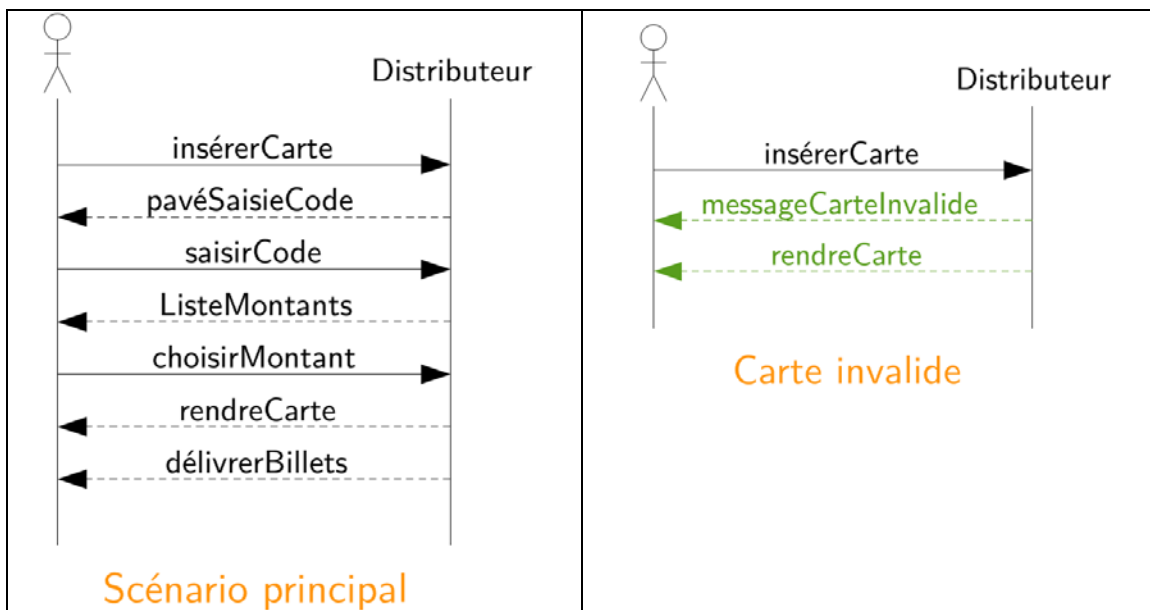 Distributeur
insérerCarte
pavéSaisieCode
saisirCode
ListeMontants
choisirMontant
rendreCarte
délivrerBillets
Scénario principal
Distributeur
insérerCarte
messageCarteInvalide
rendreCarte
Carte invalide